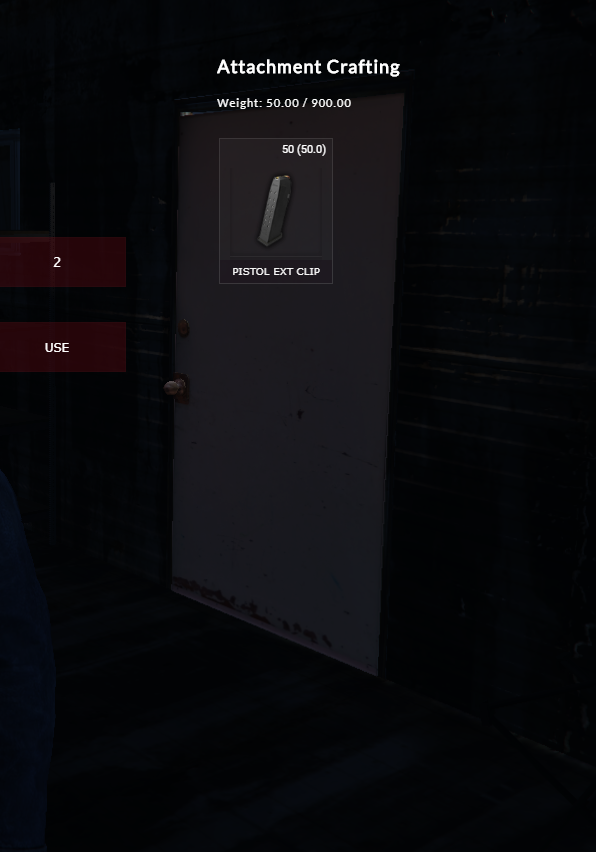 Attachment Crafting
Weight: 50.00 / 900.00
50 (50.0)
PISTOL EXT CLIP
2
USE